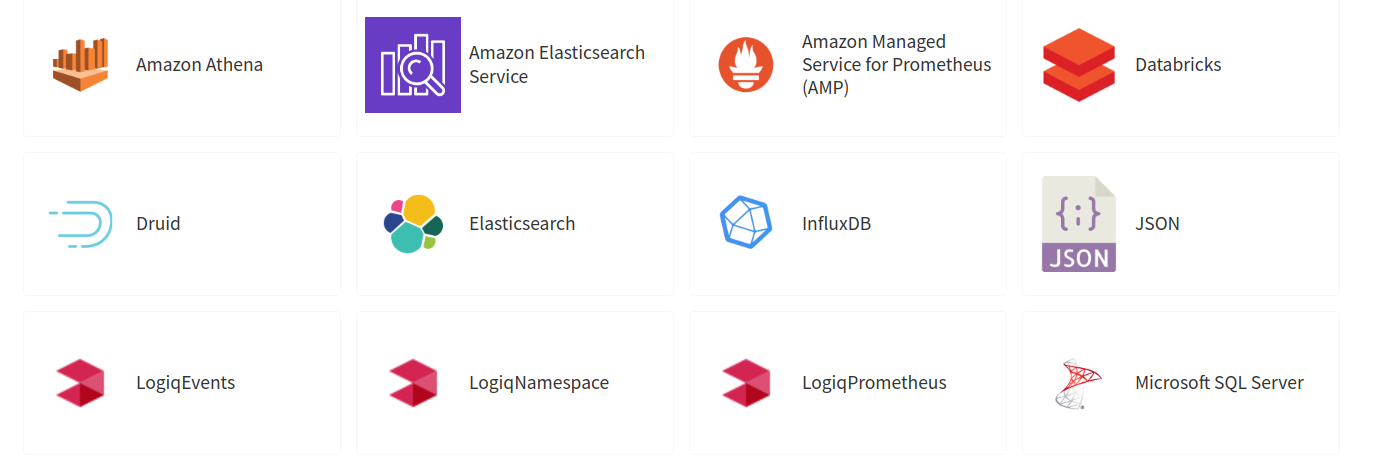 Amazon Athena
Amazon Elasticsearch
Service
Amazon Managed
Service for Prometheus
(AMP)
Databricks
Druid
Elasticsearch
InfluxDB
{;}
JSON
JSON
LogiqEvents
LogiqNamespace
LogiqPrometheus
Microsoft SQL Server